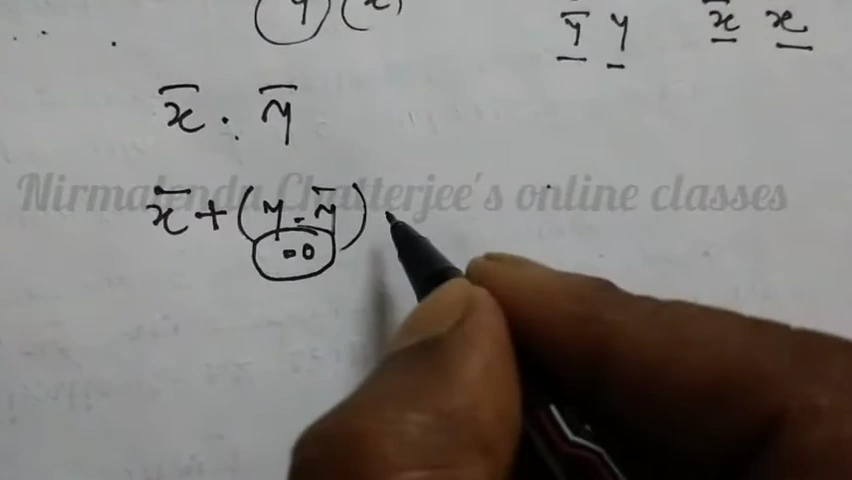 y x
ȳ y x̄ x
x̄ . ȳ
Nirmalendu Chatterjee's online classes
x̄ + (y . ȳ)
= 0